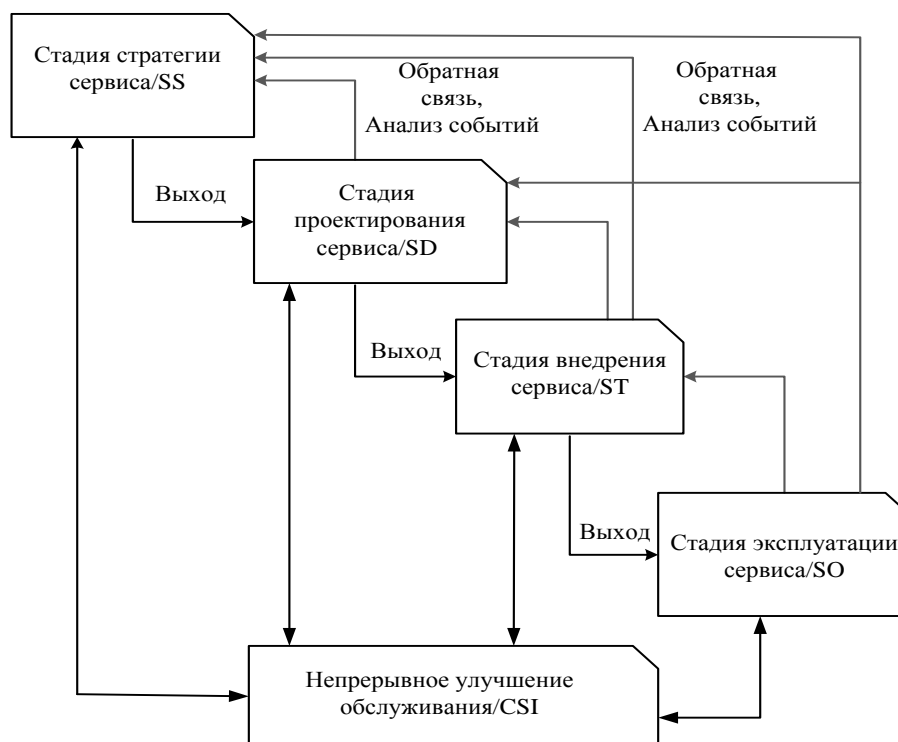 Стадия стратегии
сервиса/SS
Обратная
связь,
Анализ событий
Обратная
связь,
Анализ событий
Выход
Стадия
проектирования
сервиса/SD
Выход
Стадия внедрения
сервиса/ST
Выход
Стадия эксплуатации
сервиса/SO
Непрерывное улучшение
обслуживания/CSI